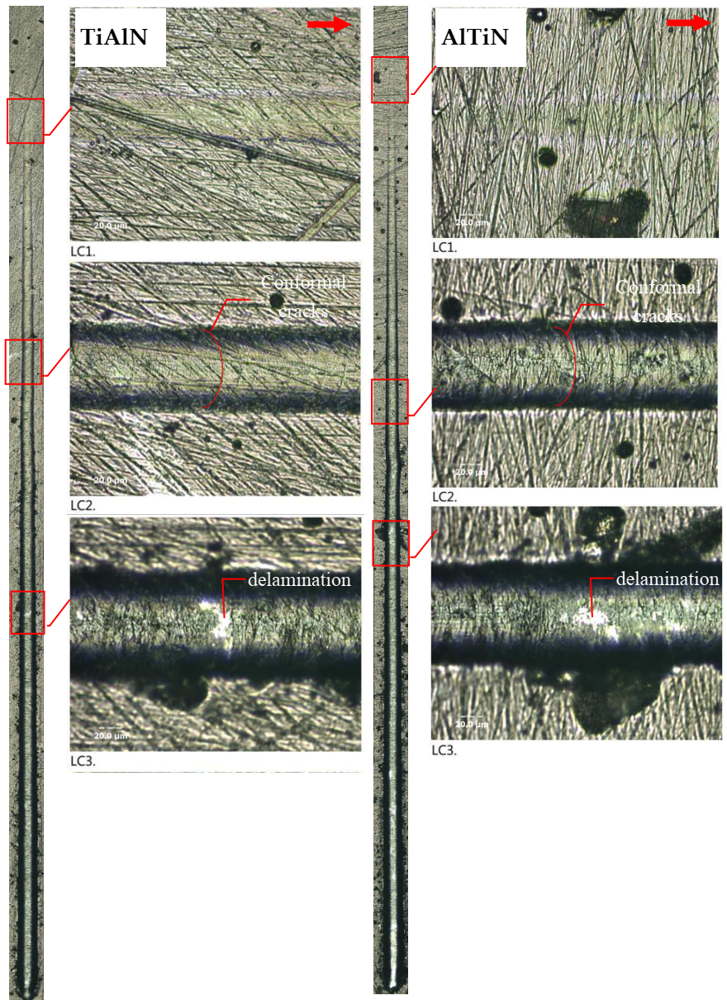 TiAlN
20.0 µm
LC1.
Conformal
cracks
20.0 µm
LC2.
delamination
20.0 µm
LC3.
AlTiN
20.0 µm
LC1.
Conformal
cracks
20.0 µm
LC2.
delamination
20.0 µm
LC3.